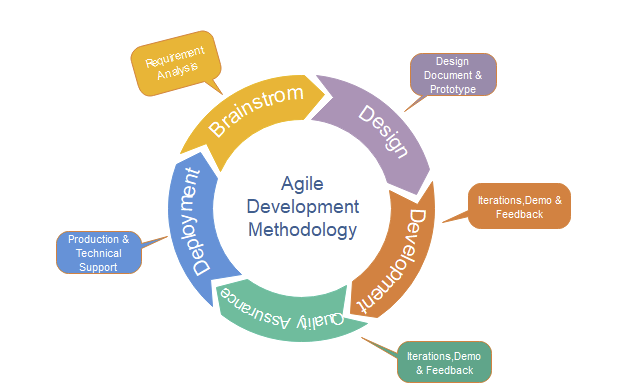 Requirement
Analysis
Brainstrom
Design
Design
Document &
Prototype
Agile
Development
Methodology
Development
Iterations,Demo &
Feedback
Quality Assurance
Iterations,Demo
& Feedback
Deployment
Production &
Technical
Support